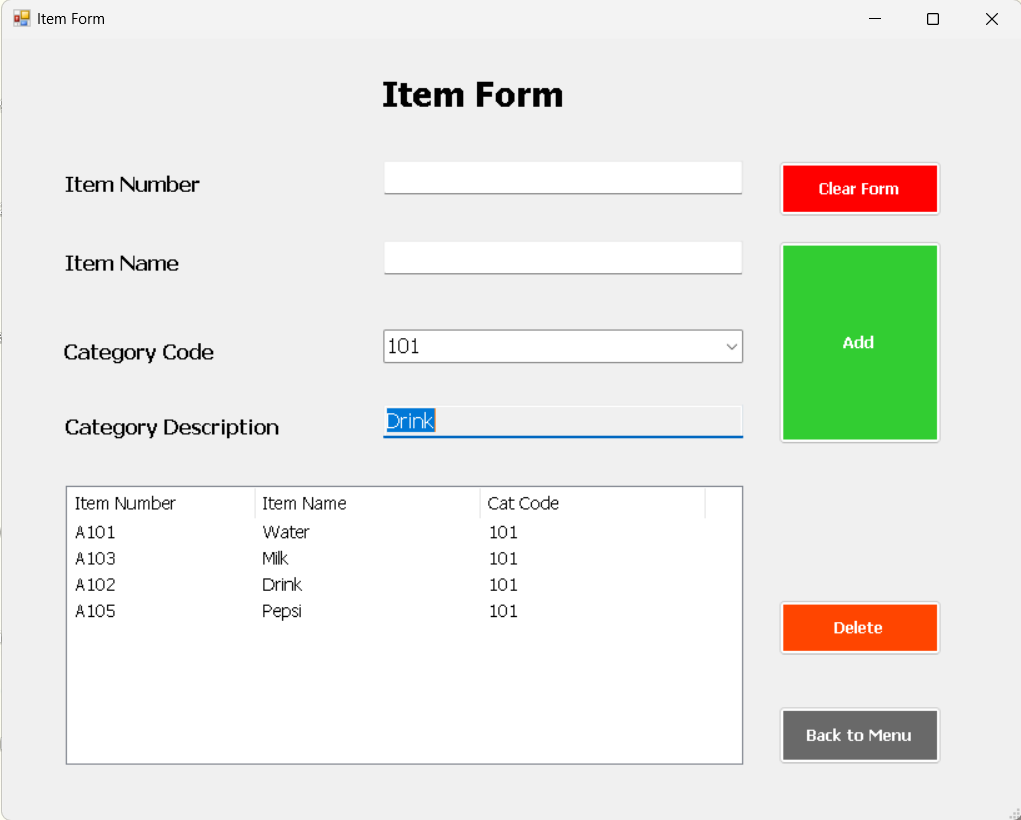 Item Form
Item Form
Item Number
Clear Form
Item Name
Add
Category Code 101
Category Description Drink
Item Number Item Name Cat Code
A101 Water 101
A103 Milk 101
A102 Drink 101
A105 Pepsi 101
Delete
Back to Menu